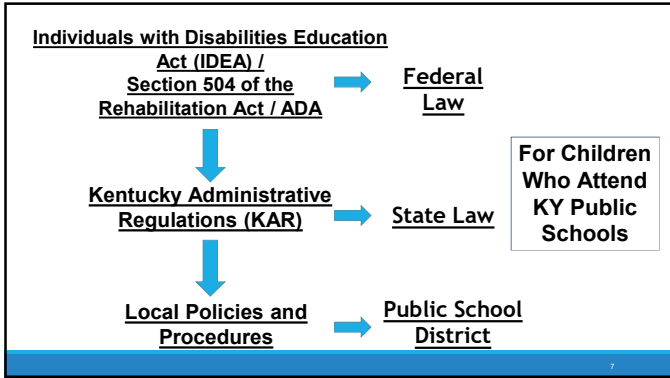 Individuals with Disabilities Education
Act (IDEA) /
Section 504 of the
Rehabilitation Act / ADA
Federal
Law
Kentucky Administrative
Regulations (KAR)
State Law
For Children
Who Attend
KY Public
Schools
Local Policies and
Procedures
Public School
District
7